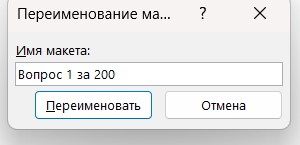 Переименование ма... ?
Имя макета:
Вопрос 1 за 200
Переименовать Отмена